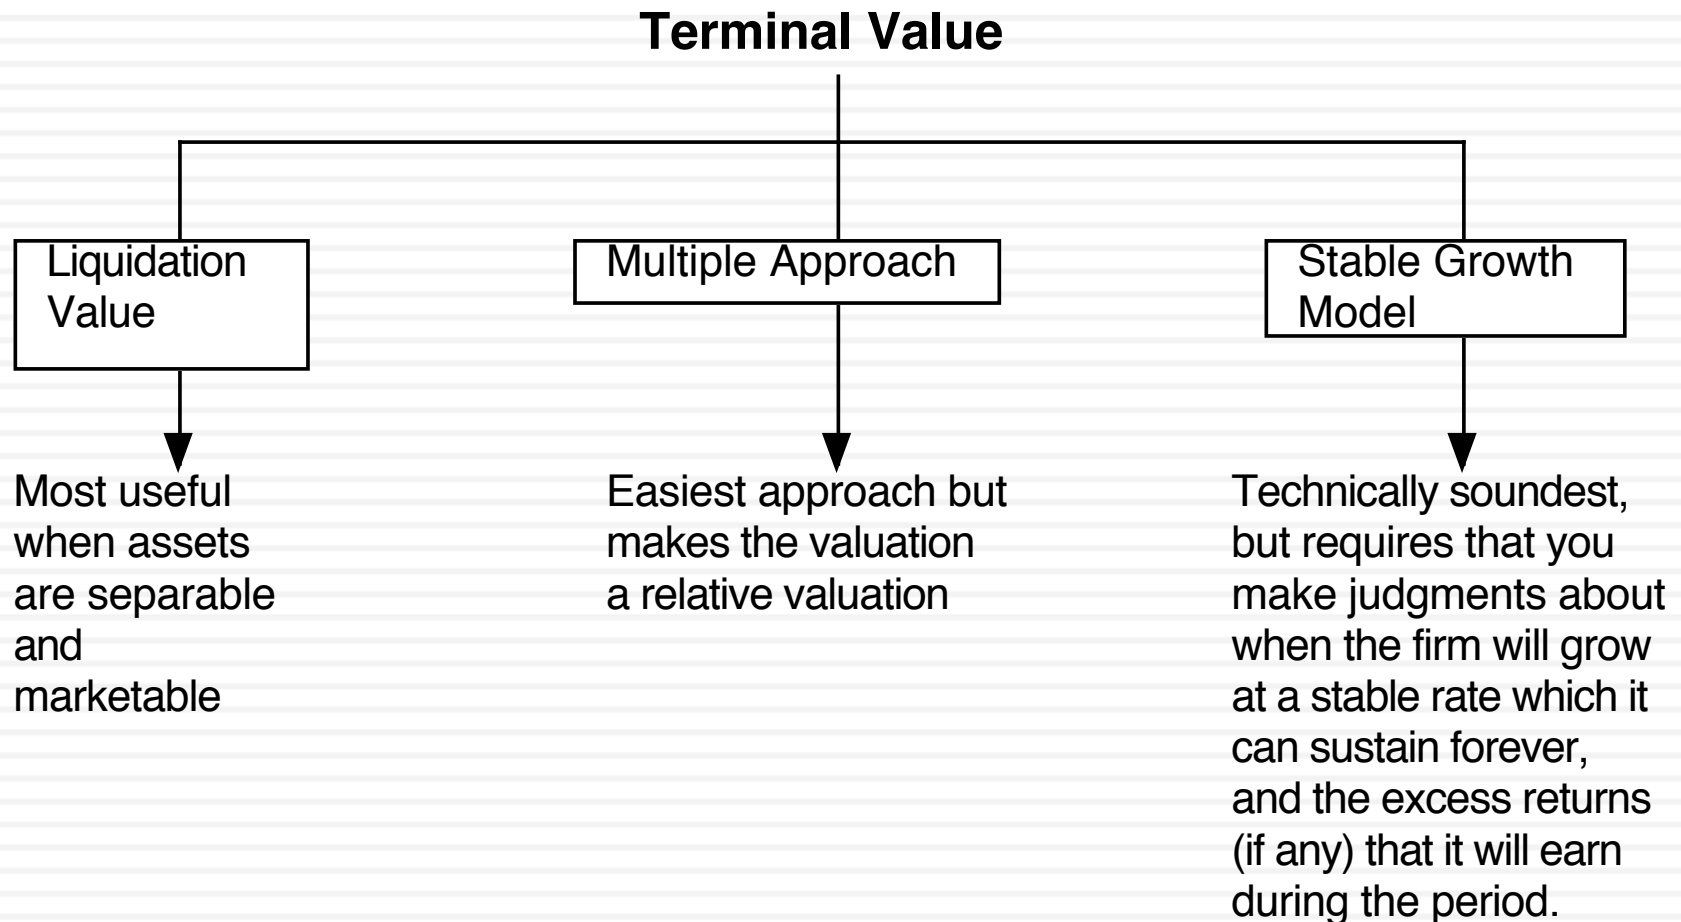 Terminal Value
Liquidation
Value
Multiple Approach
Stable Growth
Model
Most useful
when assets
are separable
and
marketable
Easiest approach but
makes the valuation
a relative valuation
Technically soundest,
but requires that you
make judgments about
when the firm will grow
at a stable rate which it
can sustain forever,
and the excess returns
(if any) that it will earn
during the period.